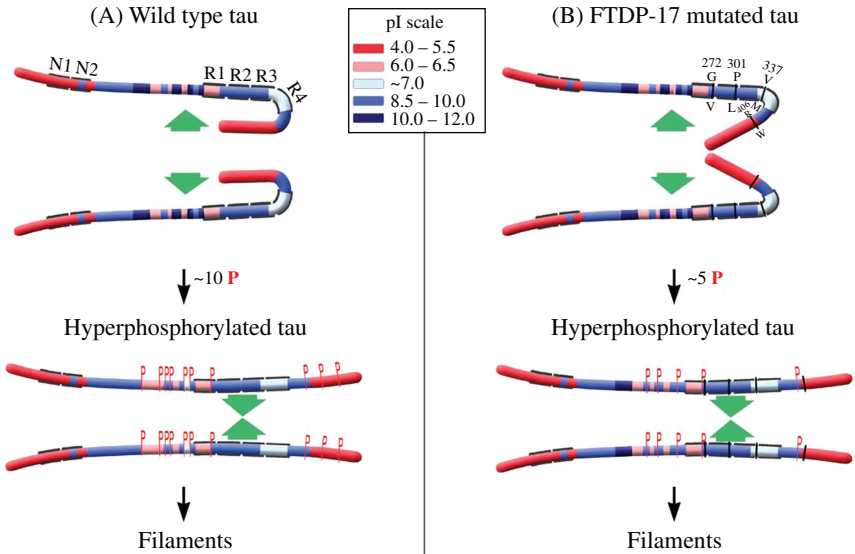 (A) Wild type tau
pI scale
4.0 – 5.5
6.0 – 6.5
~7.0
8.5 – 10.0
10.0 – 12.0
(B) FTDP-17 mutated tau
N1 N2
R1 R2 R3 R4
272 301 337
G P V
V L M
406
R
W
~10 P
~5 P
Hyperphosphorylated tau
Hyperphosphorylated tau
P P P P P P P P P
P P P P P P P P P
P P P P P
P P P P P
Filaments
Filaments